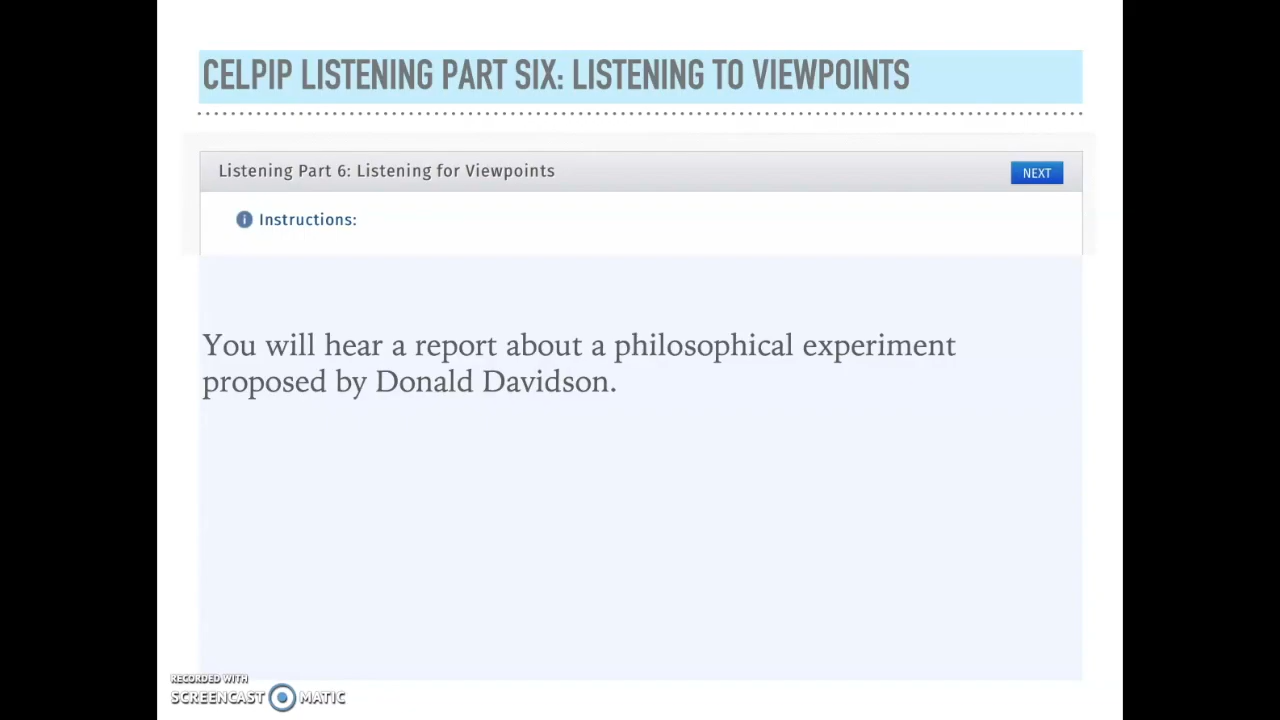 CELPIP LISTENING PART SIX: LISTENING TO VIEWPOINTS
Listening Part 6: Listening for Viewpoints
NEXT
i Instructions:
You will hear a report about a philosophical experiment
proposed by Donald Davidson.
RECORDED WITH
SCREENCAST MATIC